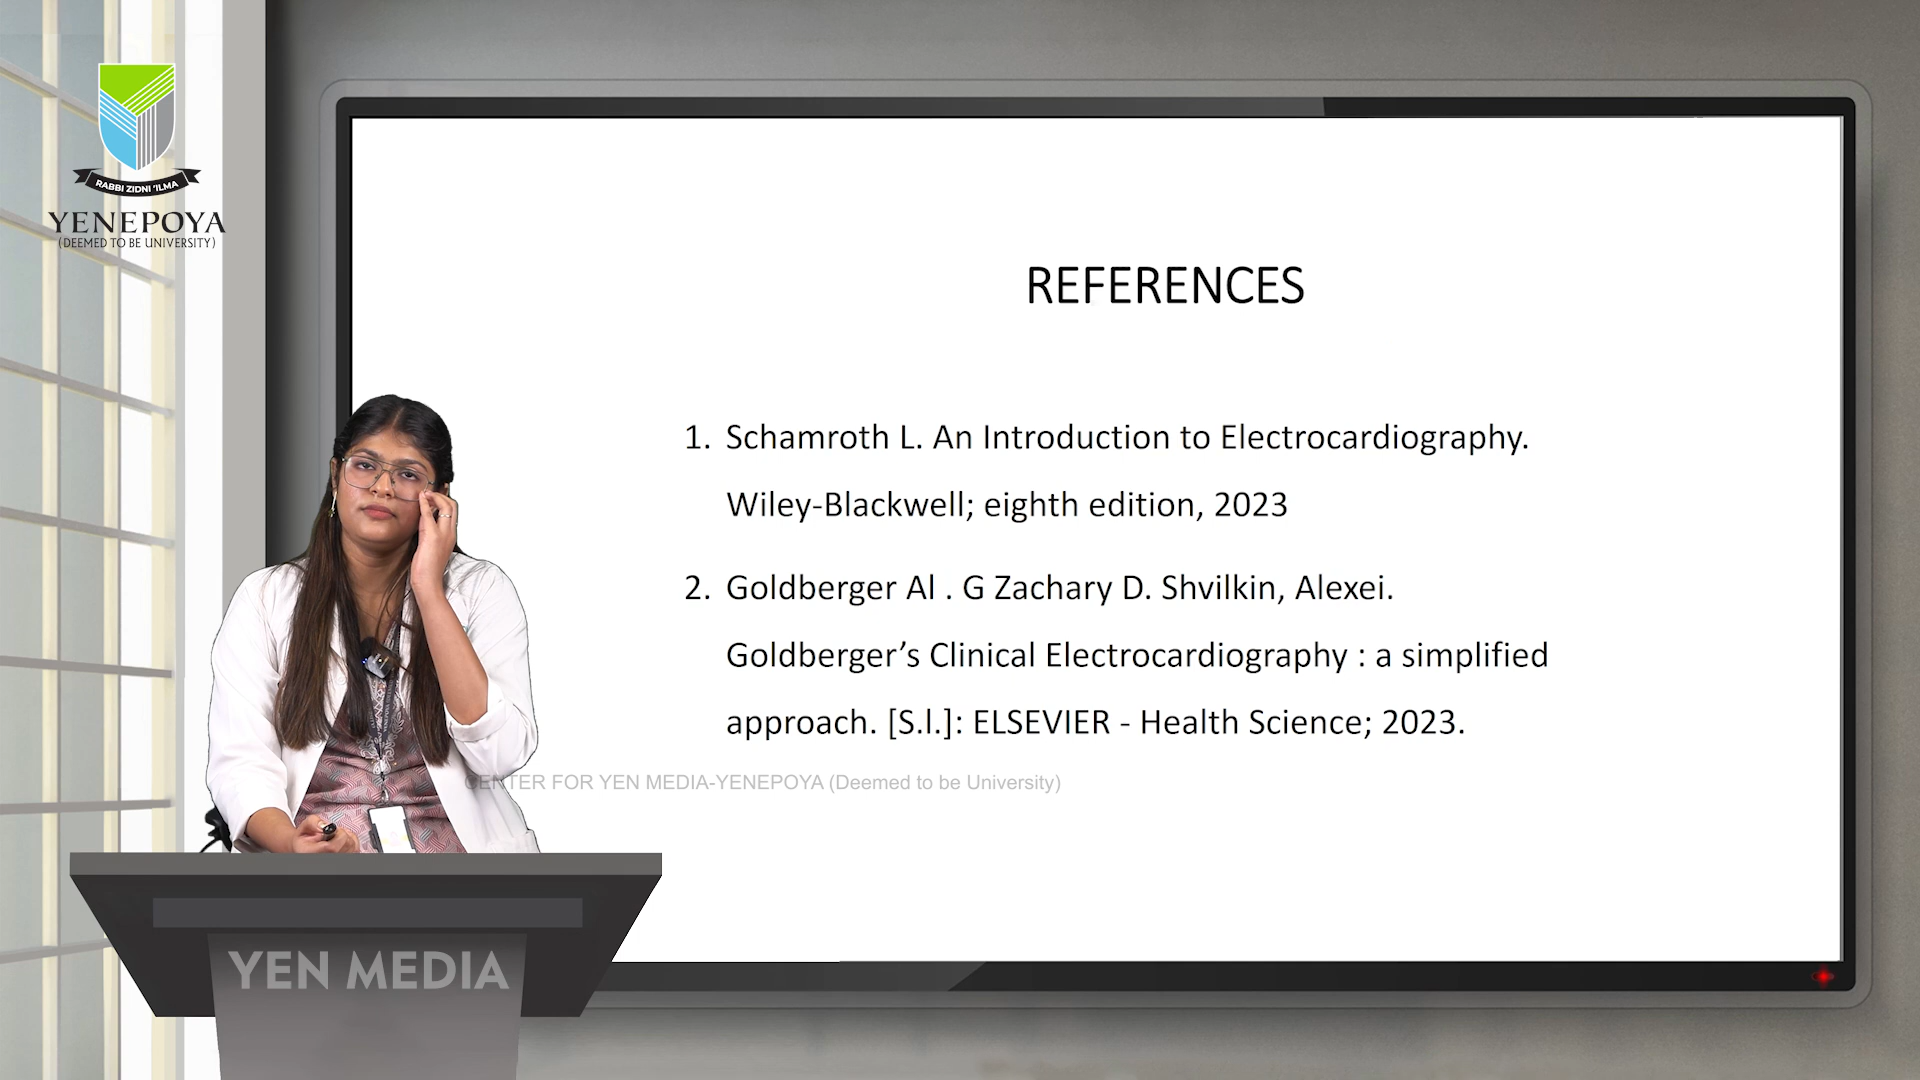 RABBI ZIDNI 'ILMA
YENEPOYA
(DEEMED TO BE UNIVERSITY)
REFERENCES
1. Schamroth L. An Introduction to Electrocardiography.
Wiley-Blackwell; eighth edition, 2023
2. Goldberger Al . G Zachary D. Shvilkin, Alexei.
Goldberger’s Clinical Electrocardiography : a simplified
approach. [S.l.]: ELSEVIER - Health Science; 2023.
CENTER FOR YEN MEDIA-YENEPOYA (Deemed to be University)
YEN MEDIA